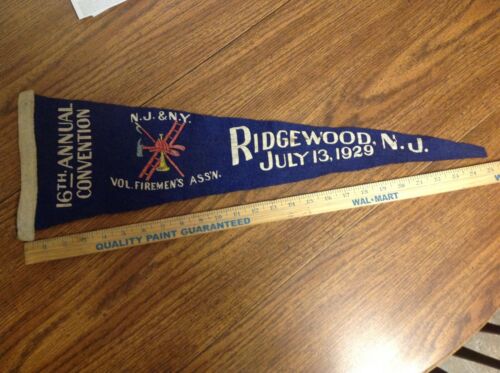 16TH. ANNUAL
CONVENTION
N.J. & N.Y.
VOL. FIREMEN'S ASS'N.
RIDGEWOOD, N.J.
JULY 13, 1929
QUALITY PAINT GUARANTEED
WAL-MART